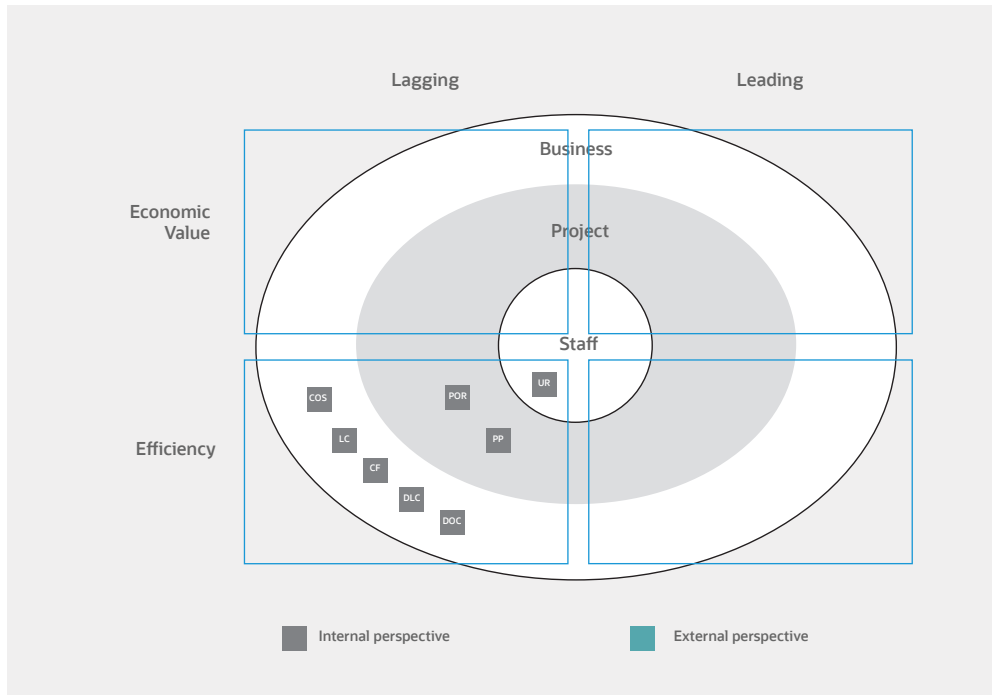 Lagging
Leading
Business
Economic
Value
Project
Staff
UR
COS
POR
LC
PP
Efficiency
CF
DLC
DOC
Internal perspective
External perspective